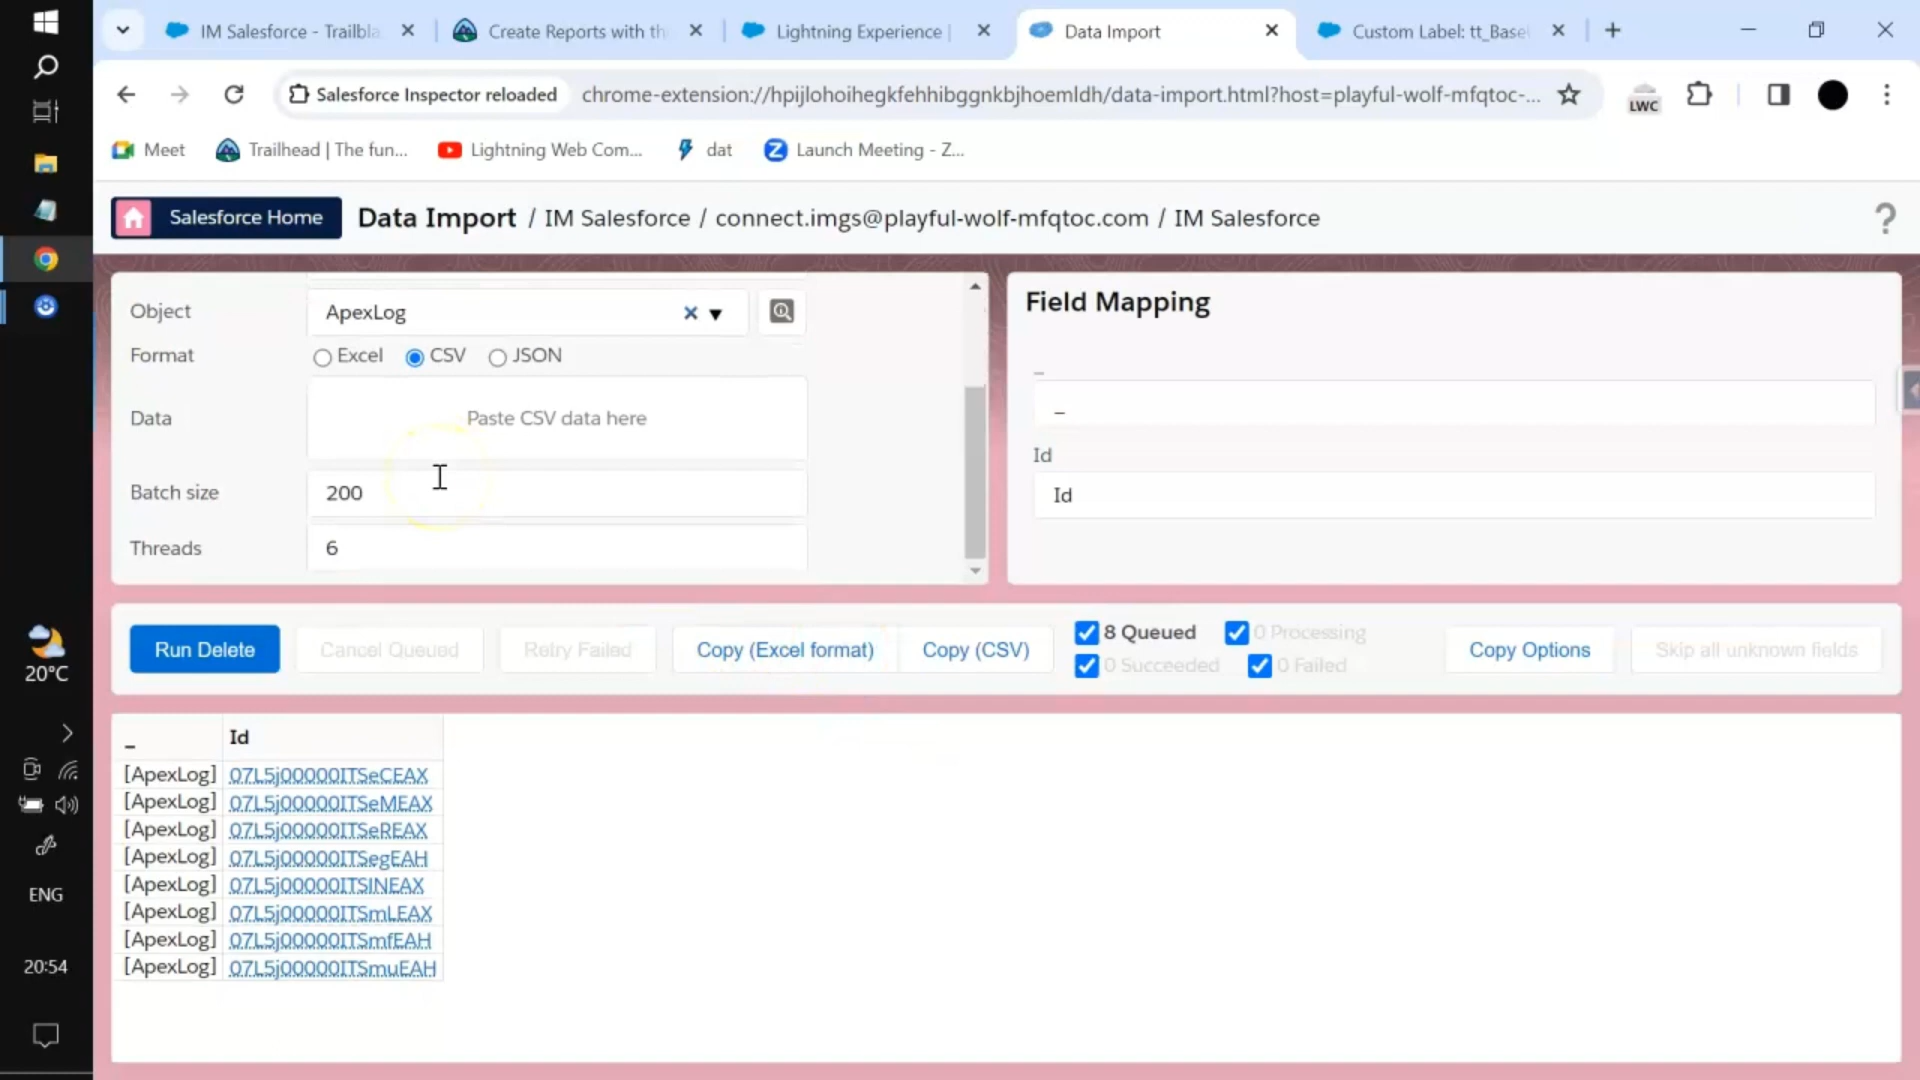 IM Salesforce - Trailbla
Create Reports with th
Lightning Experience |
Data Import
Custom Label: tt_Basel
Salesforce Inspector reloaded
chrome-extension://hpijlohoihegkfehhibggnkbjhoemldh/data-import.html?host=playful-wolf-mfqtoc-...
LWC
Meet
Trailhead | The fun...
Lightning Web Com...
dat
Launch Meeting - Z...
Salesforce Home
Data Import / IM Salesforce / connect.imgs@playful-wolf-mfqtoc.com / IM Salesforce
?
Object
ApexLog
Format
Excel
CSV
JSON
Data
Paste CSV data here
Batch size
200
Threads
6
Field Mapping
_
_
Id
Id
Run Delete
Cancel Queued
Retry Failed
Copy (Excel format)
Copy (CSV)
8 Queued
0 Processing
0 Succeeded
0 Failed
Copy Options
Skip all unknown fields
_ Id
[ApexLog] 07L5j00000ITSeCEAX
[ApexLog] 07L5j00000ITSeMEAX
[ApexLog] 07L5j00000ITSeREAX
[ApexLog] 07L5j00000ITSegEAH
[ApexLog] 07L5j00000ITSlNEAX
[ApexLog] 07L5j00000ITSmLEAX
[ApexLog] 07L5j00000ITSmfEAH
[ApexLog] 07L5j00000ITSmuEAH
20°C
ENG
20:54